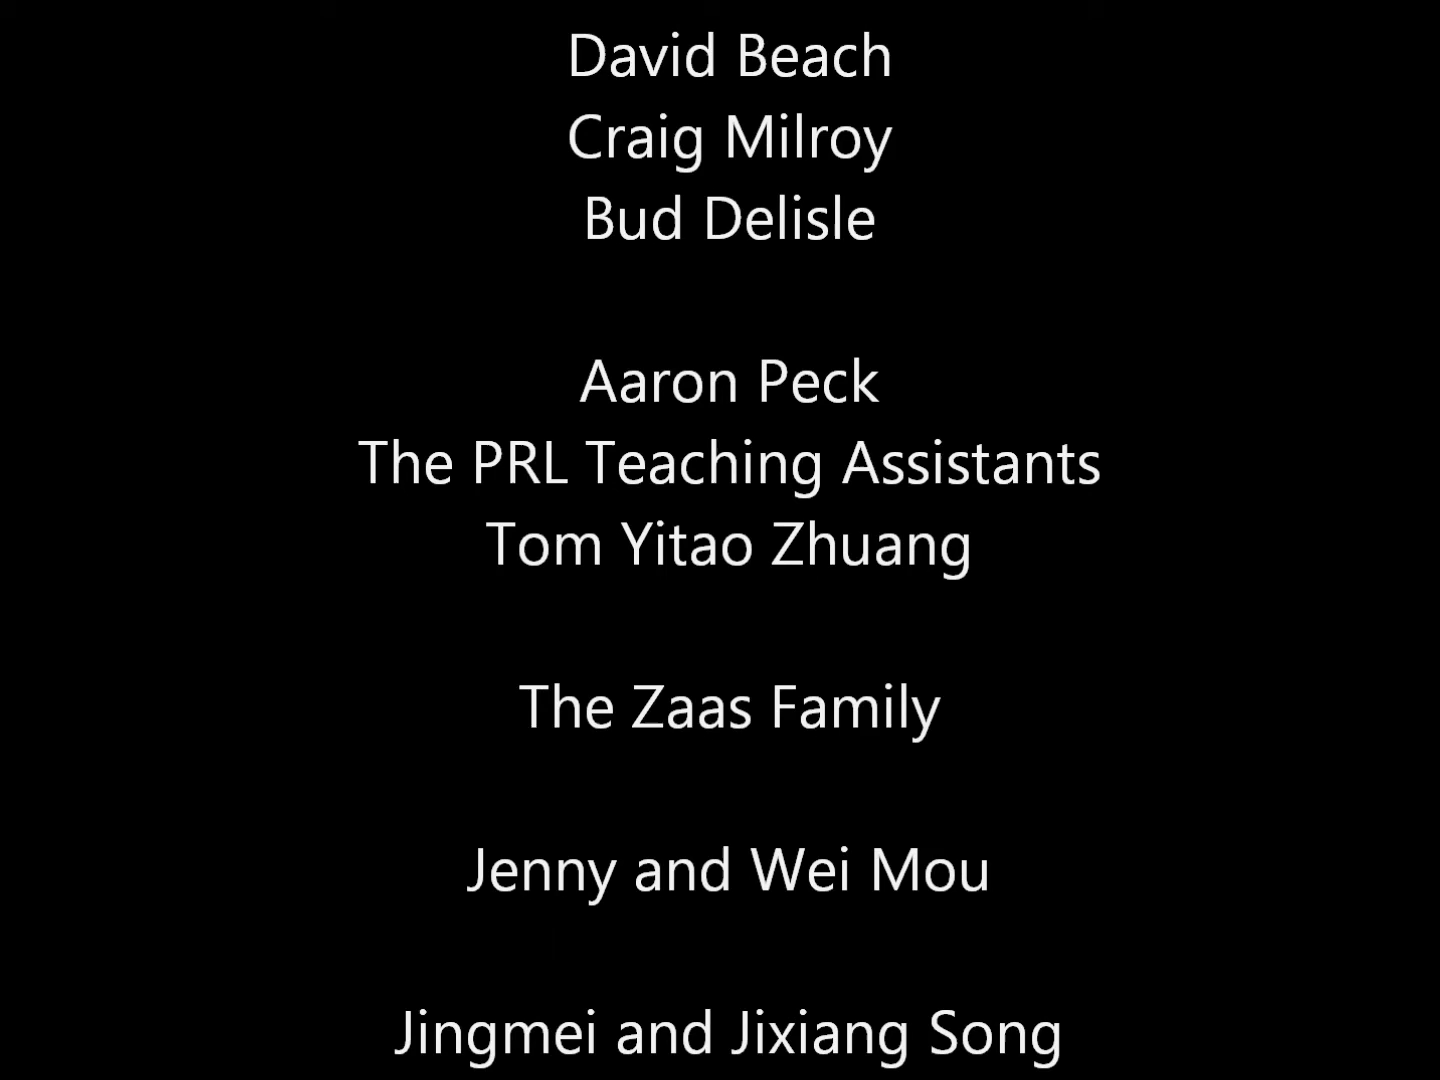 David Beach
Craig Milroy
Bud Delisle
Aaron Peck
The PRL Teaching Assistants
Tom Yitao Zhuang
The Zaas Family
Jenny and Wei Mou
Jingmei and Jixiang Song